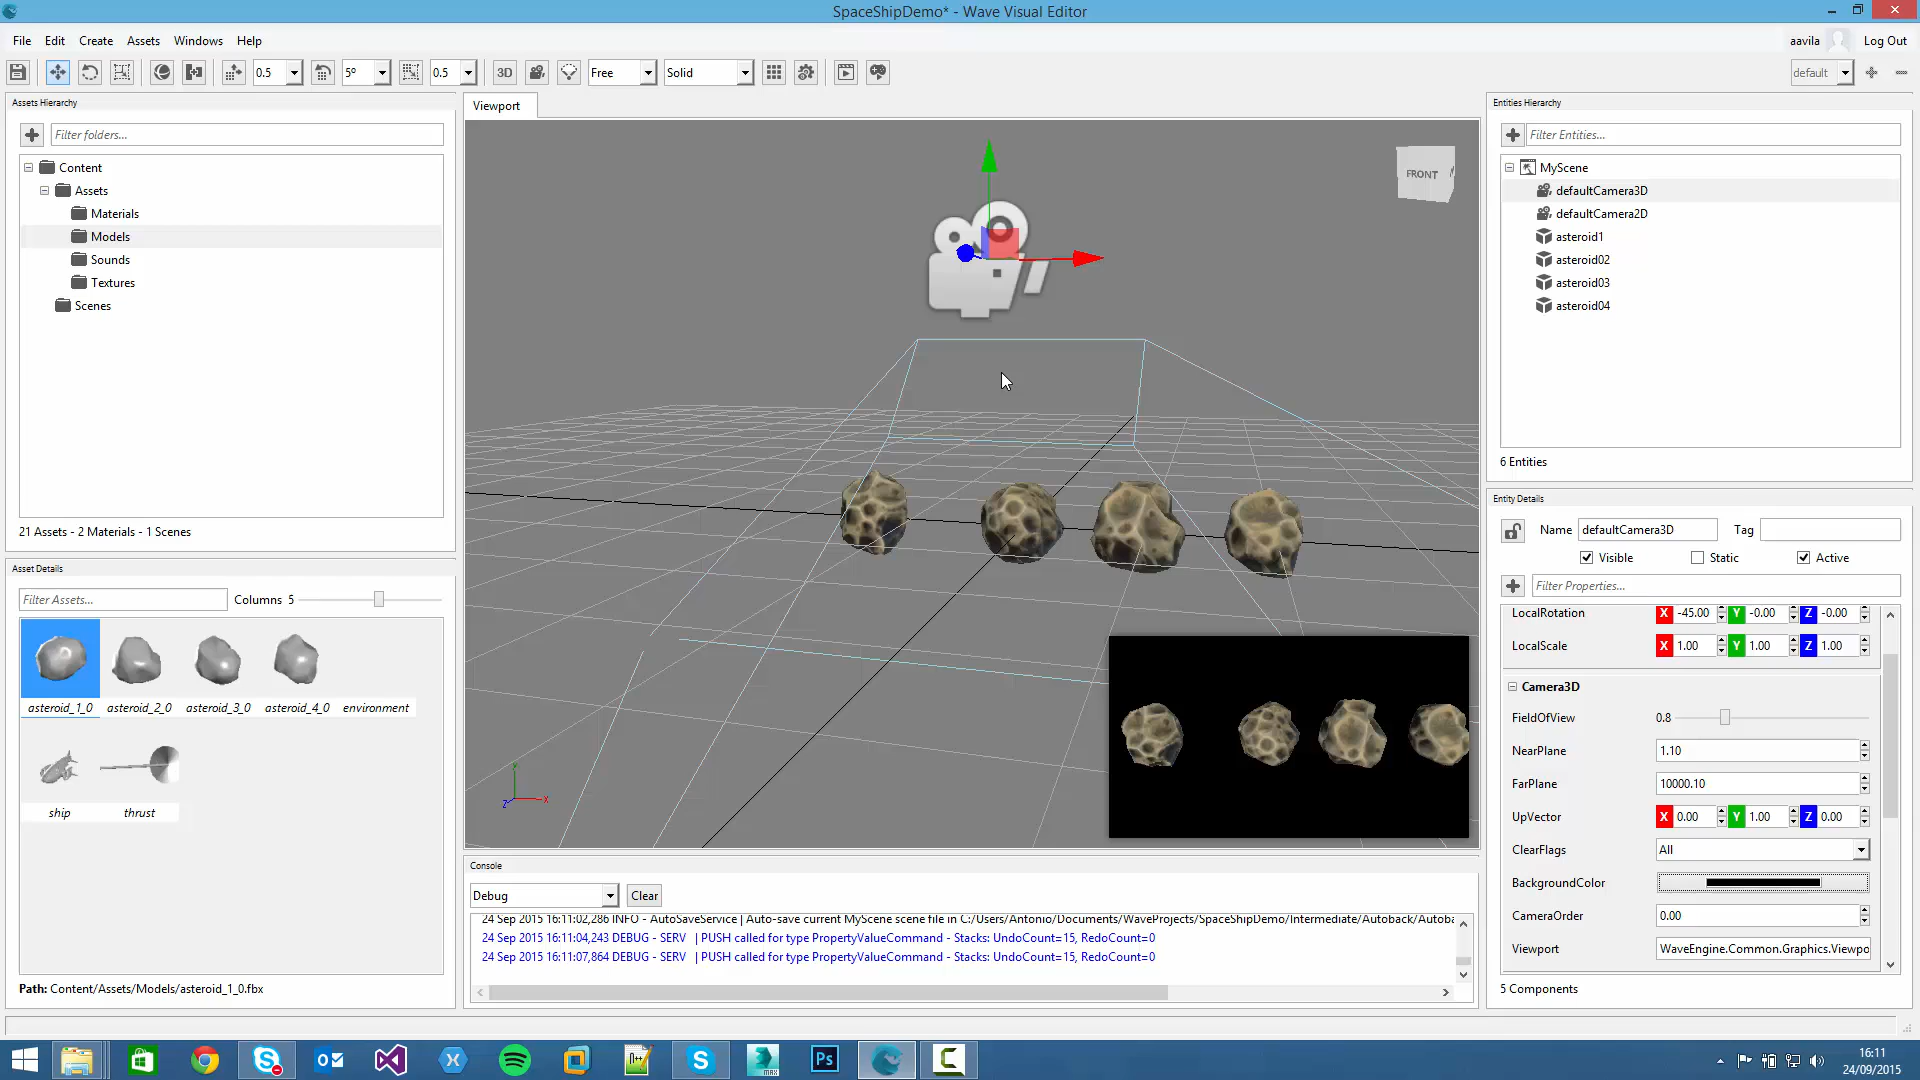 SpaceShipDemo* - Wave Visual Editor
File Edit Create Assets Windows Help
aavila Log Out
0.5 5º 0.5 3D Free Solid default
Assets Hierarchy
Filter folders...
Content
Assets
Materials
Models
Sounds
Textures
Scenes
21 Assets - 2 Materials - 1 Scenes
Asset Details
Filter Assets...
Columns 5
asteroid_1_0 asteroid_2_0 asteroid_3_0 asteroid_4_0 environment
ship thrust
Path: Content/Assets/Models/asteroid_1_0.fbx
Viewport
FRONT
Y
X
Z
Console
Debug
Clear
24 Sep 2015 16:11:02,286 INFO - AutoSaveService | Auto-save current MyScene scene file in C:/Users/Antonio/Documents/WaveProjects/SpaceShipDemo/Intermediate/Autoback/Autoba
24 Sep 2015 16:11:04,243 DEBUG - SERV | PUSH called for type PropertyValueCommand - Stacks: UndoCount=15, RedoCount=0
24 Sep 2015 16:11:07,864 DEBUG - SERV | PUSH called for type PropertyValueCommand - Stacks: UndoCount=15, RedoCount=0
Entities Hierarchy
Filter Entities...
MyScene
defaultCamera3D
defaultCamera2D
asteroid1
asteroid02
asteroid03
asteroid04
6 Entities
Entity Details
Name defaultCamera3D Tag
Visible Static Active
Filter Properties...
LocalRotation X -45.00 Y -0.00 Z -0.00
LocalScale X 1.00 Y 1.00 Z 1.00
Camera3D
FieldOfView 0.8
NearPlane 1.10
FarPlane 10000.10
UpVector X 0.00 Y 1.00 Z 0.00
ClearFlags All
BackgroundColor
CameraOrder 0.00
Viewport WaveEngine.Common.Graphics.Viewpo
5 Components
16:11
24/09/2015